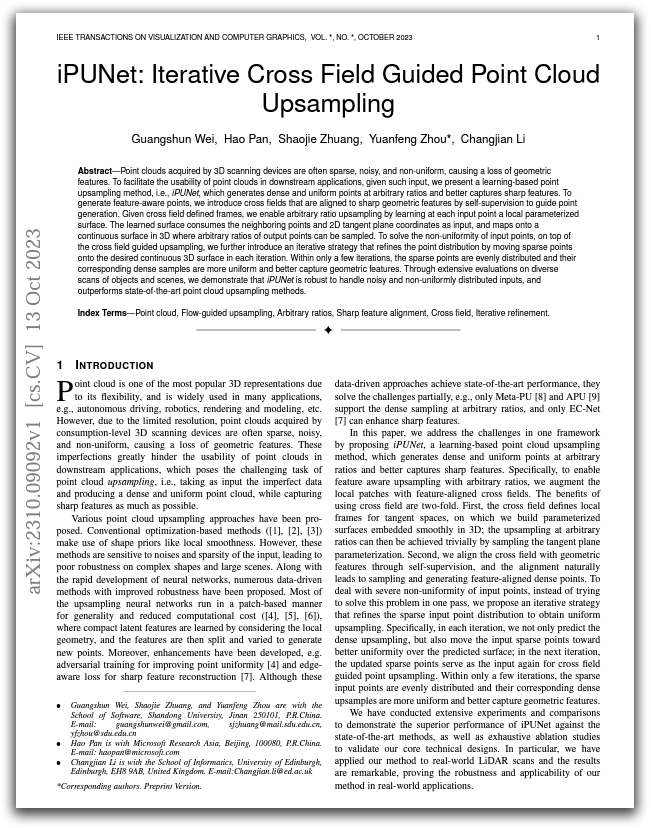 IEEE TRANSACTIONS ON VISUALIZATION AND COMPUTER GRAPHICS, VOL. *, NO. *, OCTOBER 2023 1
iPUNet: Iterative Cross Field Guided Point Cloud
Upsampling
Guangshun Wei, Hao Pan, Shaojie Zhuang, Yuanfeng Zhou*, Changjian Li
Abstract—Point clouds acquired by 3D scanning devices are often sparse, noisy, and non-uniform, causing a loss of geometric
features. To facilitate the usability of point clouds in downstream applications, given such input, we present a learning-based point
upsampling method, i.e., iPUNet, which generates dense and uniform points at arbitrary ratios and better captures sharp features. To
generate feature-aware points, we introduce cross fields that are aligned to sharp geometric features by self-supervision to guide point
generation. Given cross field defined frames, we enable arbitrary ratio upsampling by learning at each input point a local parameterized
surface. The learned surface consumes the neighboring points and 2D tangent plane coordinates as input, and maps onto a
continuous surface in 3D where arbitrary ratios of output points can be sampled. To solve the non-uniformity of input points, on top of
the cross field guided upsampling, we further introduce an iterative strategy that refines the point distribution by moving sparse points
onto the desired continuous 3D surface in each iteration. Within only a few iterations, the sparse points are evenly distributed and their
corresponding dense samples are more uniform and better capture geometric features. Through extensive evaluations on diverse
scans of objects and scenes, we demonstrate that iPUNet is robust to handle noisy and non-uniformly distributed inputs, and
outperforms state-of-the-art point cloud upsampling methods.
Index Terms—Point cloud, Flow-guided upsampling, Arbitrary ratios, Sharp feature alignment, Cross field, Iterative refinement.
1 INTRODUCTION
Point cloud is one of the most popular 3D representations due
to its flexibility, and is widely used in many applications,
e.g., autonomous driving, robotics, rendering and modeling, etc.
However, due to the limited resolution, point clouds acquired by
consumption-level 3D scanning devices are often sparse, noisy,
and non-uniform, causing a loss of geometric features. These
imperfections greatly hinder the usability of point clouds in
downstream applications, which poses the challenging task of
point cloud upsampling, i.e., taking as input the imperfect data
and producing a dense and uniform point cloud, while capturing
sharp features as much as possible.
Various point cloud upsampling approaches have been pro-
posed. Conventional optimization-based methods ([1], [2], [3])
make use of shape priors like local smoothness. However, these
methods are sensitive to noises and sparsity of the input, leading to
poor robustness on complex shapes and large scenes. Along with
the rapid development of neural networks, numerous data-driven
methods with improved robustness have been proposed. Most of
the upsampling neural networks run in a patch-based manner
for generality and reduced computational cost ([4], [5], [6]),
where compact latent features are learned by considering the local
geometry, and the features are then split and varied to generate
new points. Moreover, enhancements have been developed, e.g.
adversarial training for improving point uniformity [4] and edge-
aware loss for sharp feature reconstruction [7]. Although these
• Guangshun Wei, Shaojie Zhuang, and Yuanfeng Zhou are with the
School of Software, Shandong University, Jinan 250101, P.R.China.
E-mail: guangshunwei@gmail.com, sjzhuang@mail.sdu.edu.cn,
yfzhou@sdu.edu.cn
• Hao Pan is with Microsoft Research Asia, Beijing, 100080, P.R.China.
E-mail: haopan@microsoft.com
• Changjian Li is with the School of Informatics, University of Edinburgh,
Edinburgh, EH8 9AB, United Kingdom. E-mail:Changjian.li@ed.ac.uk
*Corresponding authors. Preprint Version.
data-driven approaches achieve state-of-the-art performance, they
solve the challenges partially, e.g., only Meta-PU [8] and APU [9]
support the dense sampling at arbitrary ratios, and only EC-Net
[7] can enhance sharp features.
In this paper, we address the challenges in one framework
by proposing iPUNet, a learning-based point cloud upsampling
method, which generates dense and uniform points at arbitrary
ratios and better captures sharp features. Specifically, to enable
feature aware upsampling with arbitrary ratios, we augment the
local patches with feature-aligned cross fields. The benefits of
using cross field are two-fold. First, the cross field defines local
frames for tangent spaces, on which we build parameterized
surfaces embedded smoothly in 3D; the upsampling at arbitrary
ratios can then be achieved trivially by sampling the tangent plane
parameterization. Second, we align the cross field with geometric
features through self-supervision, and the alignment naturally
leads to sampling and generating feature-aligned dense points. To
deal with severe non-uniformity of input points, instead of trying
to solve this problem in one pass, we propose an iterative strategy
that refines the sparse input point distribution to obtain uniform
upsampling. Specifically, in each iteration, we not only predict the
dense upsampling, but also move the input sparse points toward
better uniformity over the predicted surface; in the next iteration,
the updated sparse points serve as the input again for cross field
guided point upsampling. Within only a few iterations, the sparse
input points are evenly distributed and their corresponding dense
upsamples are more uniform and better capture geometric features.
We have conducted extensive experiments and comparisons
to demonstrate the superior performance of iPUNet against the
state-of-the-art methods, as well as exhaustive ablation studies
to validate our core technical designs. In particular, we have
applied our method to real-world LiDAR scans and the results
are remarkable, proving the robustness and applicability of our
method in real-world applications.
arXiv:2310.09092v1 [cs.CV] 13 Oct 2023